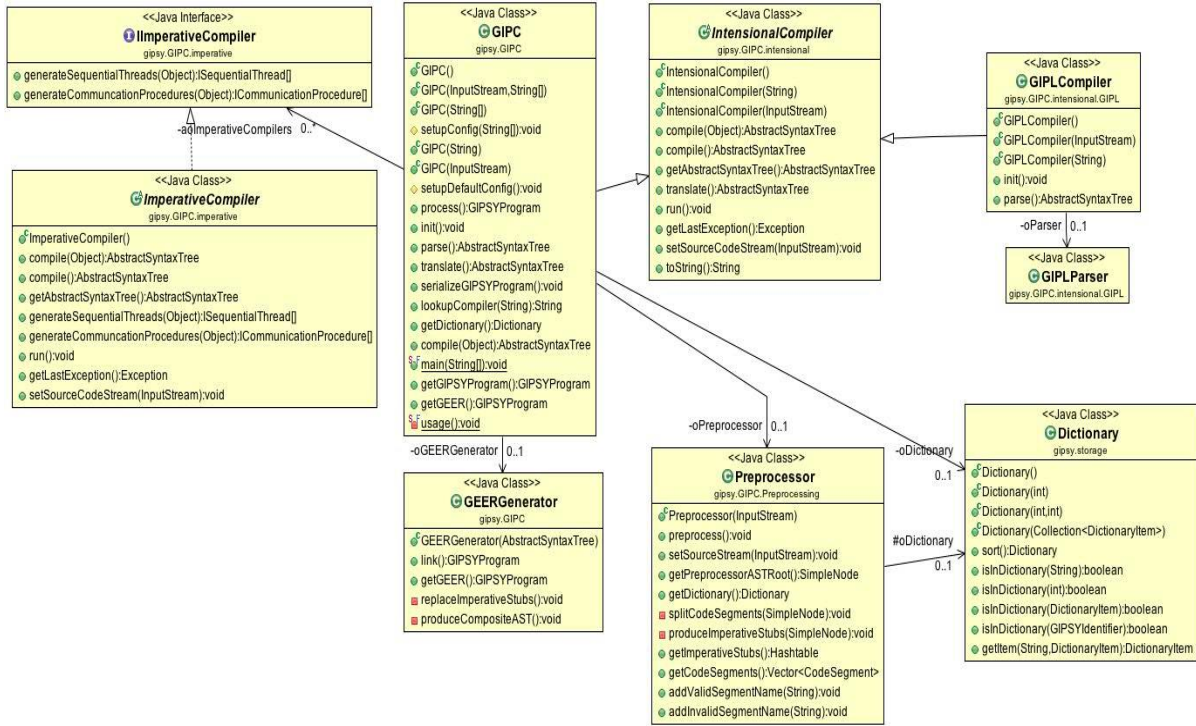 <<Java Interface>>
IImperativeCompiler
gipsy.GIPC.imperative
generateSequentialThreads(Object):ISequentialThread[]
generateCommuncationProcedures(Object):ICommunicationProcedure[]
-aoImperativeCompilers 0..*
<<Java Class>>
ImperativeCompiler
gipsy.GIPC.imperative
ImperativeCompiler()
compile(Object):AbstractSyntaxTree
compile():AbstractSyntaxTree
getAbstractSyntaxTree():AbstractSyntaxTree
generateSequentialThreads(Object):ISequentialThread[]
generateCommuncationProcedures(Object):ICommunicationProcedure[]
run():void
getLastException():Exception
setSourceCodeStream(InputStream):void
<<Java Class>>
GIPC
gipsy.GIPC
GIPC()
GIPC(InputStream,String[])
GIPC(String[])
setupConfig(String[]):void
GIPC(String)
GIPC(InputStream)
setupDefaultConfig():void
process():GIPSYProgram
init():void
parse():AbstractSyntaxTree
translate():AbstractSyntaxTree
serializeGIPSYProgram():void
lookupCompiler(String):String
getDictionary():Dictionary
compile(Object):AbstractSyntaxTree
main(String[]):void
getGIPSYProgram():GIPSYProgram
getGEER():GIPSYProgram
usage():void
-oGEERGenerator 0..1
<<Java Class>>
GEERGenerator
gipsy.GIPC
GEERGenerator(AbstractSyntaxTree)
link():GIPSYProgram
getGEER():GIPSYProgram
replaceImperativeStubs():void
produceCompositeAST():void
<<Java Class>>
IntensionalCompiler
gipsy.GIPC.intensional
IntensionalCompiler()
IntensionalCompiler(String)
IntensionalCompiler(InputStream)
compile(Object):AbstractSyntaxTree
compile():AbstractSyntaxTree
getAbstractSyntaxTree():AbstractSyntaxTree
translate():AbstractSyntaxTree
run():void
getLastException():Exception
setSourceCodeStream(InputStream):void
toString():String
<<Java Class>>
GIPLCompiler
gipsy.GIPC.intensional.GIPL
GIPLCompiler()
GIPLCompiler(InputStream)
GIPLCompiler(String)
init():void
parse():AbstractSyntaxTree
-oParser 0..1
<<Java Class>>
GIPLParser
gipsy.GIPC.intensional.GIPL
-oPreprocessor 0..1
<<Java Class>>
Preprocessor
gipsy.GIPC.Preprocessing
Preprocessor(InputStream)
preprocess():void
setSourceStream(InputStream):void
getPreprocessorASTRoot():SimpleNode
getDictionary():Dictionary
splitCodeSegments(SimpleNode):void
produceImperativeStubs(SimpleNode):void
getImperativeStubs():Hashtable
getCodeSegments():Vector<CodeSegment>
addValidSegmentName(String):void
addInvalidSegmentName(String):void
-oDictionary
0..1
#oDictionary
0..1
<<Java Class>>
Dictionary
gipsy.storage
Dictionary()
Dictionary(int)
Dictionary(int,int)
Dictionary(Collection<DictionaryItem>)
sort():Dictionary
isInDictionary(String):boolean
isInDictionary(int):boolean
isInDictionary(DictionaryItem):boolean
isInDictionary(GIPSYIdentifier):boolean
getItem(String,DictionaryItem):DictionaryItem